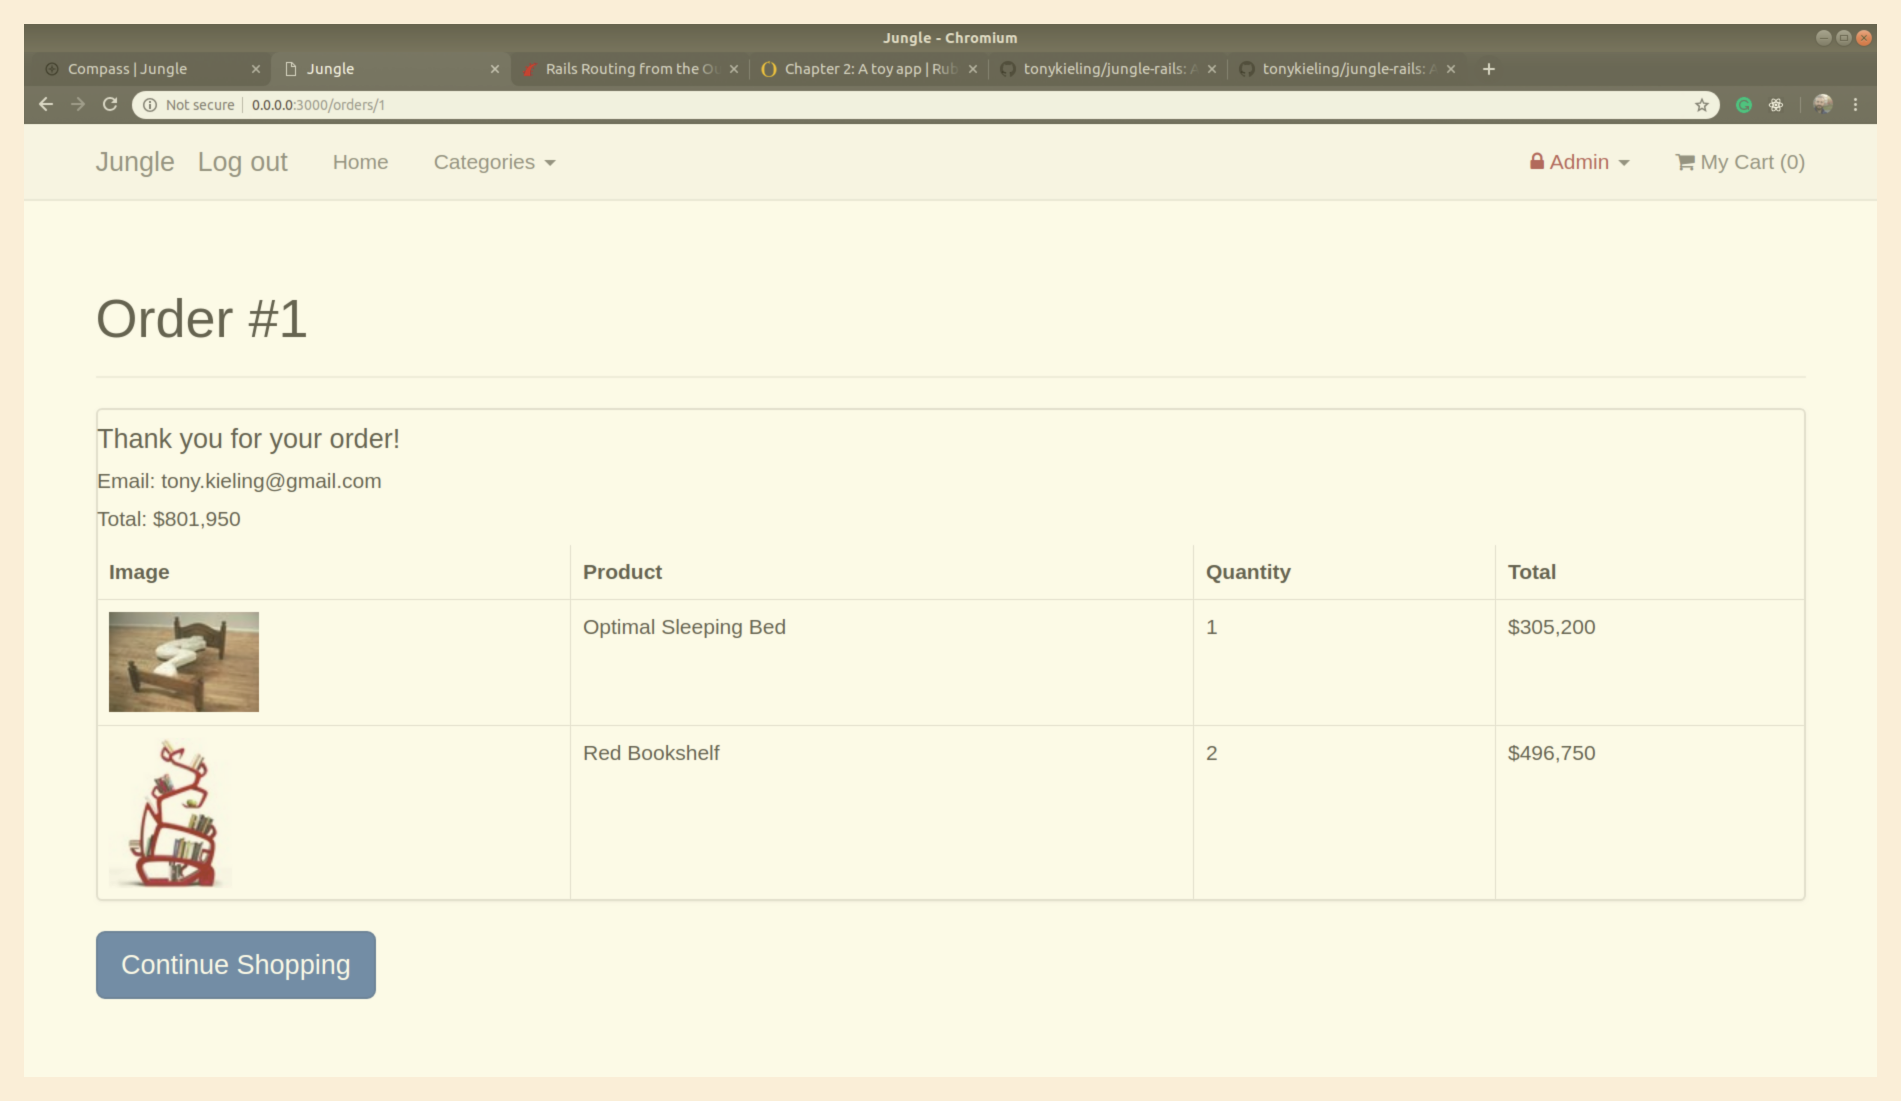 Jungle - Chromium
Compass | Jungle
Jungle
Rails Routing from the Ou
Chapter 2: A toy app | Rub
tonykieling/jungle-rails: A
tonykieling/jungle-rails: A
Not secure | 0.0.0.0:3000/orders/1
Jungle Log out Home Categories Admin My Cart (0)
Order #1
Thank you for your order!
Email: tony.kieling@gmail.com
Total: $801,950
Image Product Quantity Total
Optimal Sleeping Bed 1 $305,200
Red Bookshelf 2 $496,750
Continue Shopping